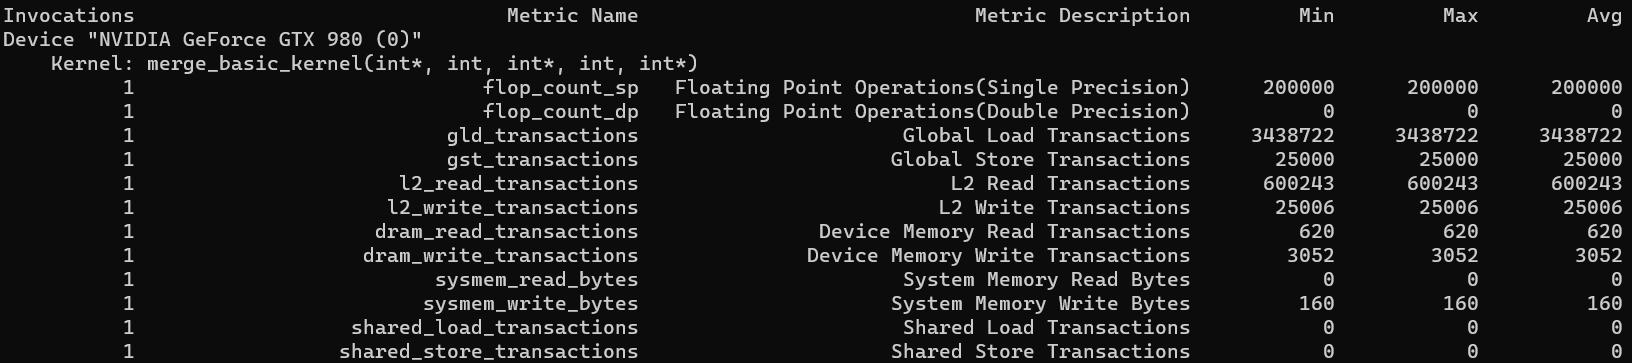 Invocations Metric Name Metric Description Min Max Avg
Device "NVIDIA GeForce GTX 980 (0)"
Kernel: merge_basic_kernel(int*, int, int*, int, int*)
1 flop_count_sp Floating Point Operations(Single Precision) 200000 200000 200000
1 flop_count_dp Floating Point Operations(Double Precision) 0 0 0
1 gld_transactions Global Load Transactions 3438722 3438722 3438722
1 gst_transactions Global Store Transactions 25000 25000 25000
1 l2_read_transactions L2 Read Transactions 600243 600243 600243
1 l2_write_transactions L2 Write Transactions 25006 25006 25006
1 dram_read_transactions Device Memory Read Transactions 620 620 620
1 dram_write_transactions Device Memory Write Transactions 3052 3052 3052
1 sysmem_read_bytes System Memory Read Bytes 0 0 0
1 sysmem_write_bytes System Memory Write Bytes 160 160 160
1 shared_load_transactions Shared Load Transactions 0 0 0
1 shared_store_transactions Shared Store Transactions 0 0 0